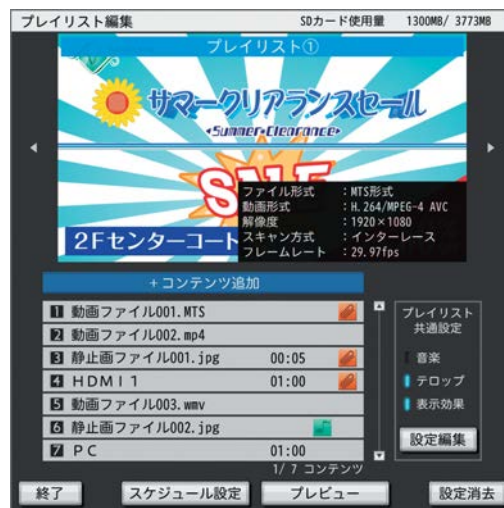 プレイリスト編集 SDカード使用量 1300MB/ 3773MB
プレイリスト①
サマークリアランスセール
Summer Clearance
SALE
ファイル形式 ：MTS形式
動画形式 ：H.264/MPEG-4 AVC
解像度 ：1920×1080
スキャン方式 ：インターレース
フレームレート ：29.97fps
2Fセンターコート
+コンテンツ追加
1 動画ファイル001.MTS
2 動画ファイル002.mp4
3 静止画ファイル001.jpg 00:05
4 ＨＤＭＩ１ 01:00
5 動画ファイル003.wmv
6 静止画ファイル002.jpg
7 ＰＣ 01:00
1/ 7 コンテンツ
プレイリスト
共通設定
音楽
テロップ
表示効果
設定編集
終了 スケジュール設定 プレビュー 設定消去